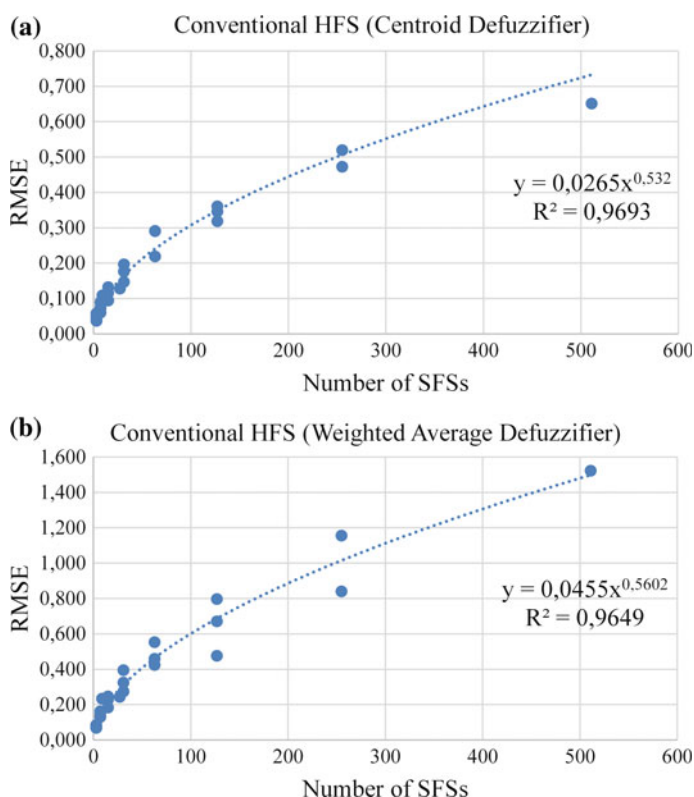 (a) Conventional HFS (Centroid Defuzzifier)
0,800
0,700
0,600
0,500
0,400
0,300
0,200
0,100
0,000
RMSE
y = 0,0265x^0,532
R² = 0,9693
0 100 200 300 400 500 600
Number of SFSs
(b) Conventional HFS (Weighted Average Defuzzifier)
1,600
1,400
1,200
1,000
0,800
0,600
0,400
0,200
0,000
RMSE
y = 0,0455x^0,5602
R² = 0,9649
0 100 200 300 400 500 600
Number of SFSs